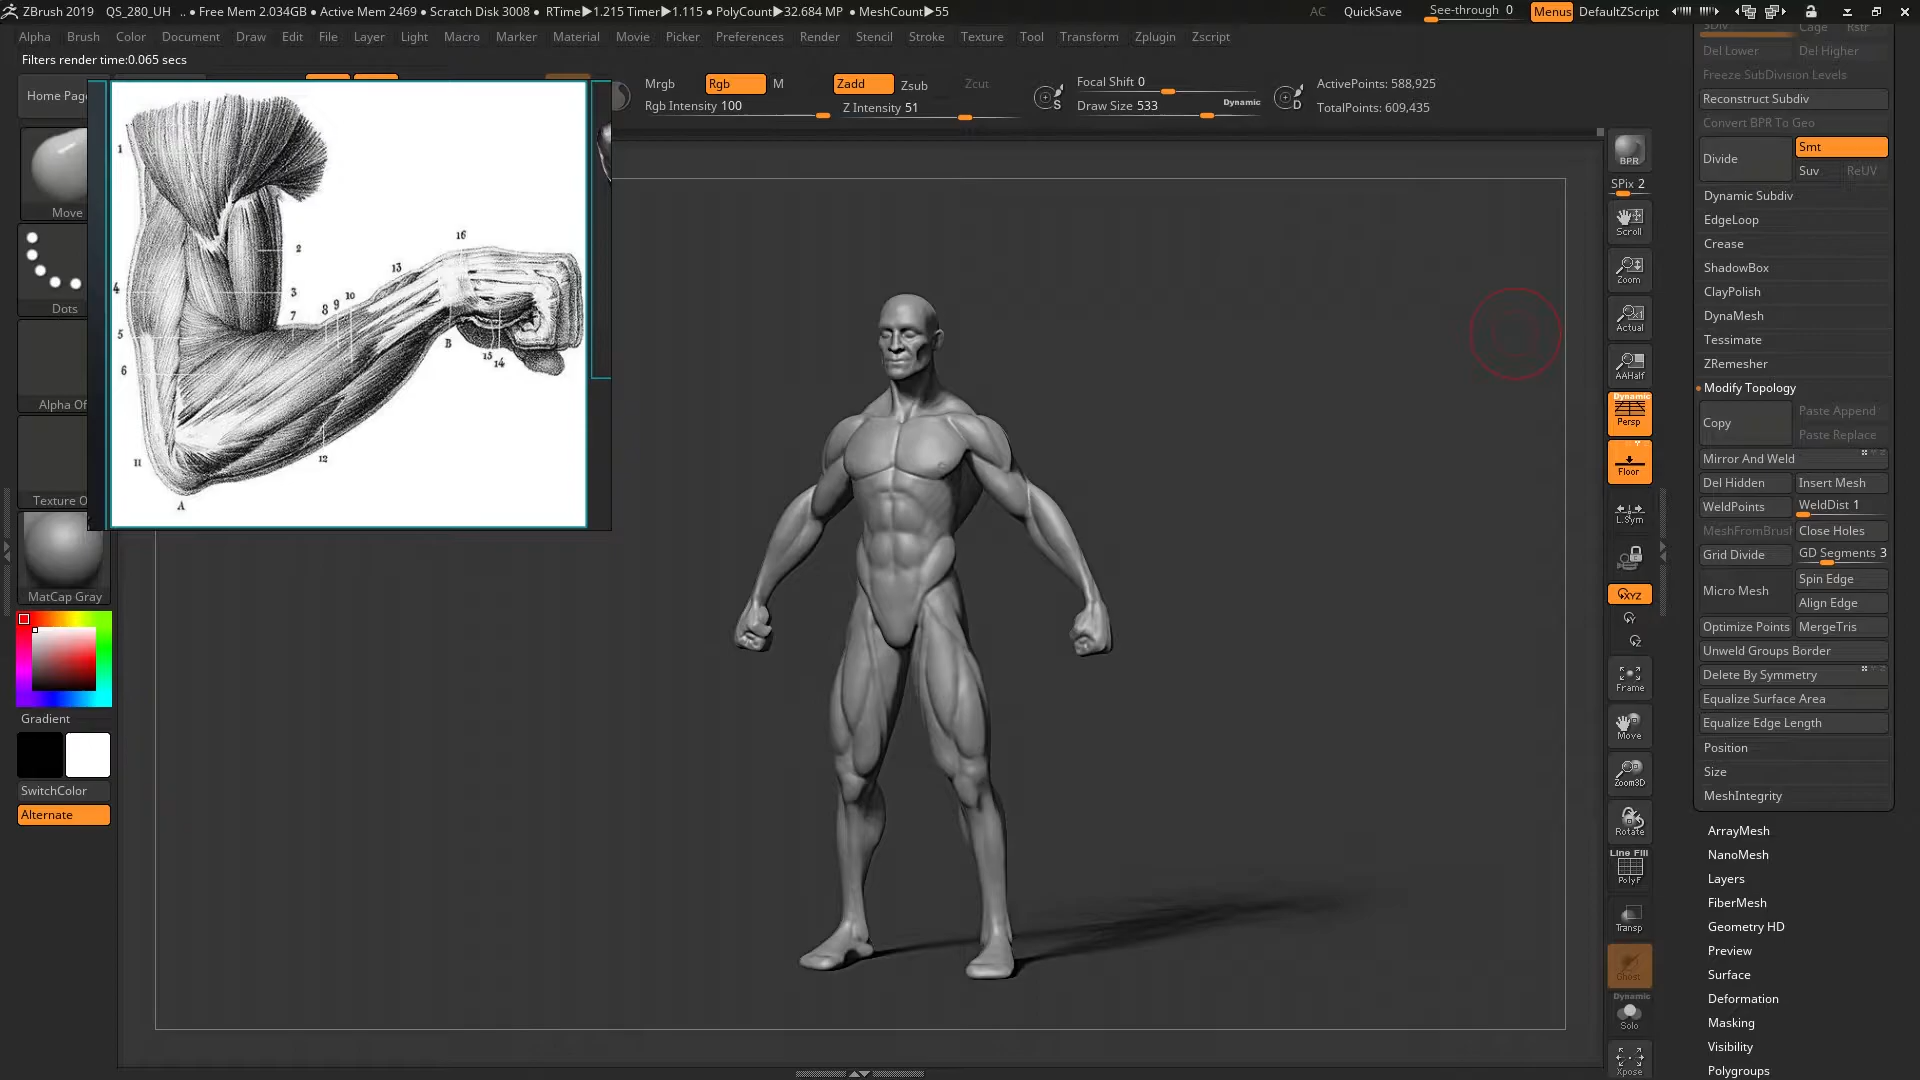 ZBrush 2019 QS_280_UH .. ● Free Mem 2.034GB ● Active Mem 2469 ● Scratch Disk 3008 ● RTime▶1.215 Timer▶1.115 ● PolyCount▶32.684 MP ● MeshCount▶55 AC QuickSave See-through 0 Menus DefaultZScript
Alpha Brush Color Document Draw Edit File Layer Light Macro Marker Material Movie Picker Preferences Render Stencil Stroke Texture Tool Transform Zplugin Zscript
Filters render time:0.065 secs
Home Pag
Mrgb Rgb M
Rgb Intensity 100
Zadd Zsub Zcut
Z Intensity 51
S
Focal Shift 0
Draw Size 533 Dynamic
D
ActivePoints: 588,925
TotalPoints: 609,435
Move
Dots
Alpha Of
Texture O
MatCap Gray
Gradient
SwitchColor
Alternate
1
2
3
4
5
6
7
8
9
10
11
12
13
14
15
16
A
B
BPR
SPix 2
Scroll
Zoom
Actual
AAHalf
Dynamic
Persp
Floor
L.Sym
XYZ
Y
Z
Frame
Move
Zoom3D
Rotate
Line Fill
PolyF
Transp
Ghost
Dynamic
Solo
Xpose
SDiv Cage Rstr
Del Lower Del Higher
Freeze SubDivision Levels
Reconstruct Subdiv
Convert BPR To Geo
Divide Smt
Suv ReUV
Dynamic Subdiv
EdgeLoop
Crease
ShadowBox
ClayPolish
DynaMesh
Tessimate
ZRemesher
Modify Topology
Copy Paste Append
Paste Replace
Mirror And Weld
Del Hidden Insert Mesh
WeldPoints WeldDist 1
MeshFromBrush Close Holes
Grid Divide GD Segments 3
Micro Mesh Spin Edge
Align Edge
Optimize Points MergeTris
Unweld Groups Border
Delete By Symmetry
Equalize Surface Area
Equalize Edge Length
Position
Size
MeshIntegrity
ArrayMesh
NanoMesh
Layers
FiberMesh
Geometry HD
Preview
Surface
Deformation
Masking
Visibility
Polygroups